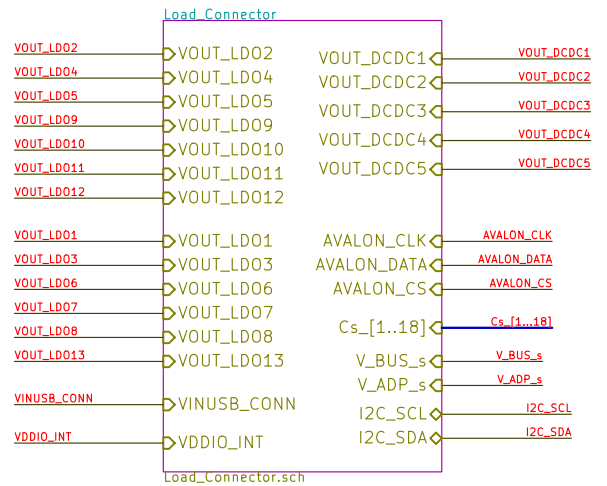 Load_Connector
VOUT_LDO2 VOUT_LDO2
VOUT_LDO4 VOUT_LDO4
VOUT_LDO5 VOUT_LDO5
VOUT_LDO9 VOUT_LDO9
VOUT_LDO10 VOUT_LDO10
VOUT_LDO11 VOUT_LDO11
VOUT_LDO12 VOUT_LDO12
VOUT_LDO1 VOUT_LDO1
VOUT_LDO3 VOUT_LDO3
VOUT_LDO6 VOUT_LDO6
VOUT_LDO7 VOUT_LDO7
VOUT_LDO8 VOUT_LDO8
VOUT_LDO13 VOUT_LDO13
VINUSB_CONN VINUSB_CONN
VDDIO_INT VDDIO_INT
VOUT_DCDC1 VOUT_DCDC1
VOUT_DCDC2 VOUT_DCDC2
VOUT_DCDC3 VOUT_DCDC3
VOUT_DCDC4 VOUT_DCDC4
VOUT_DCDC5 VOUT_DCDC5
AVALON_CLK AVALON_CLK
AVALON_DATA AVALON_DATA
AVALON_CS AVALON_CS
Cs_[1..18] Cs_[1...18]
V_BUS_s V_BUS_s
V_ADP_s V_ADP_s
I2C_SCL I2C_SCL
I2C_SDA I2C_SDA
Load_Connector.sch